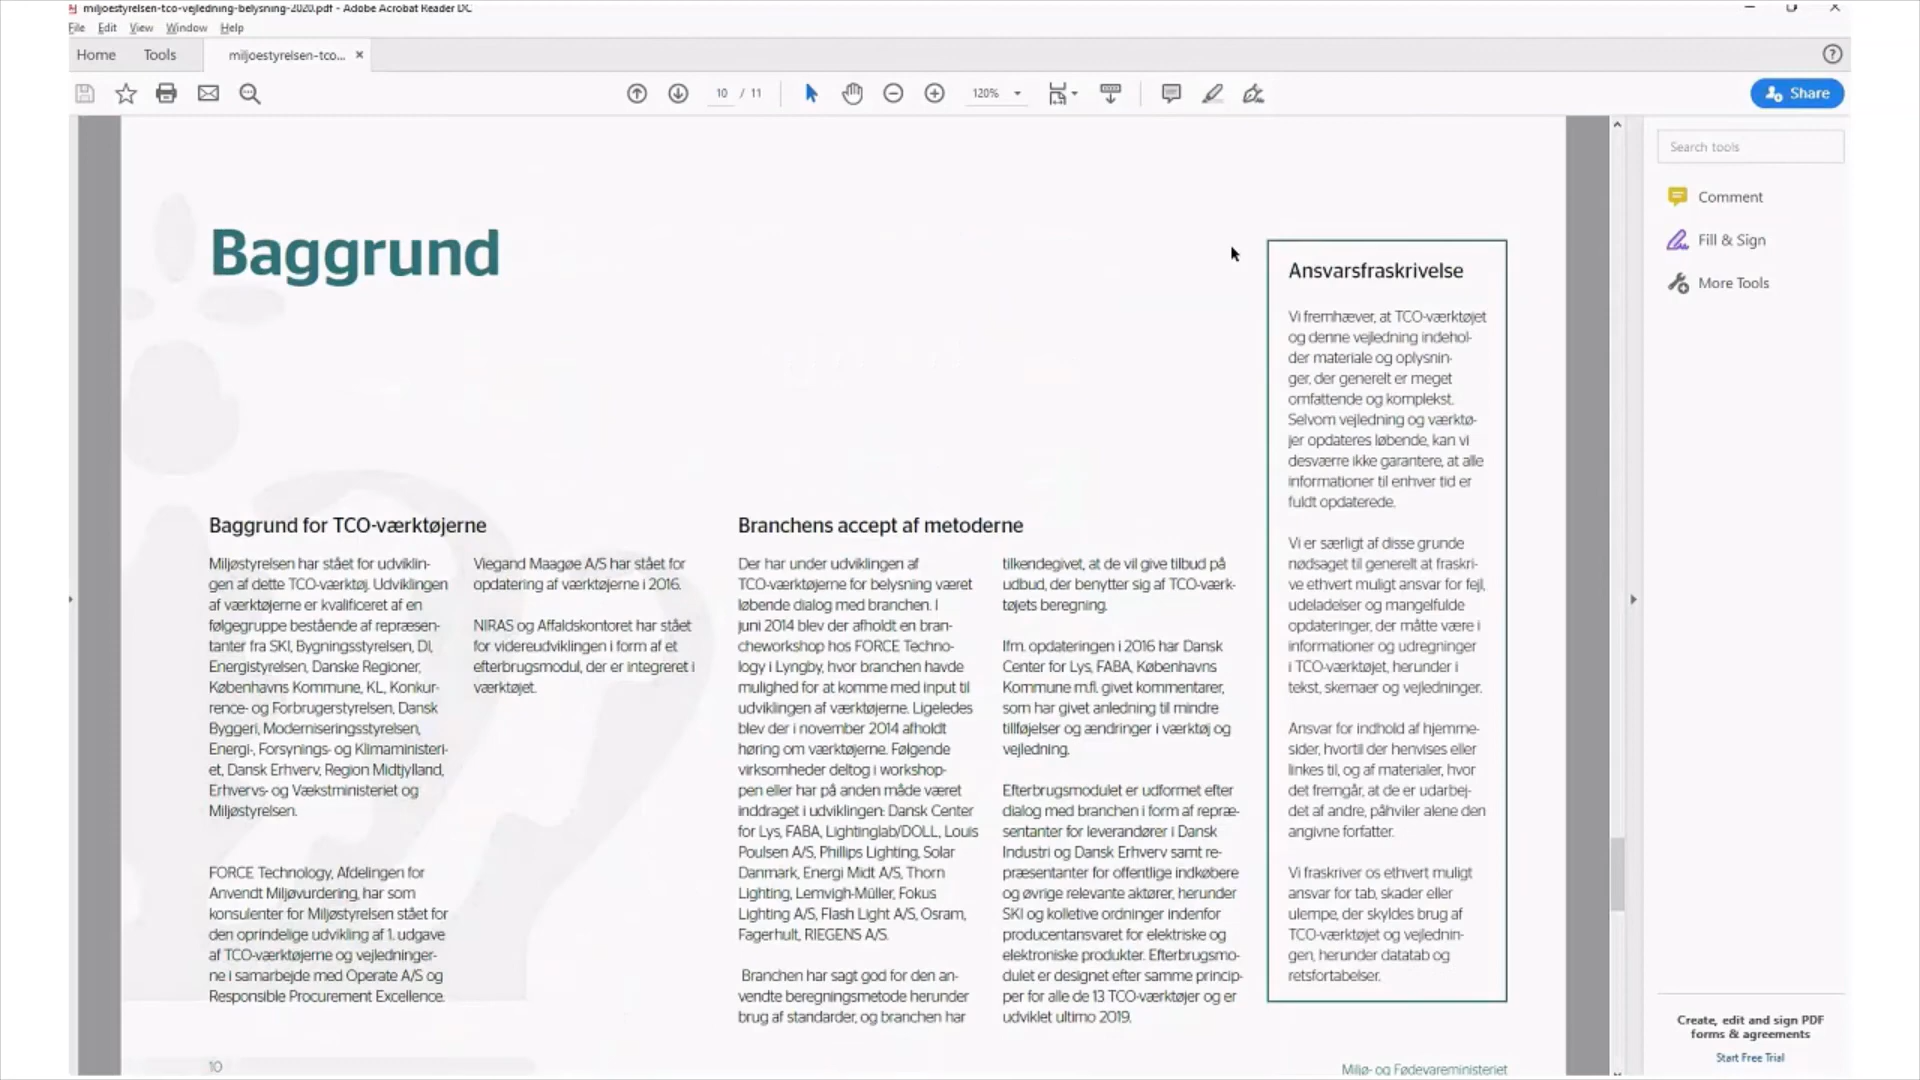 miljoestyrelsen-tco-vejledning-belysning-2020.pdf - Adobe Acrobat Reader DC
File Edit View Window Help
Home Tools miljoestyrelsen-tco... ×
10 / 11 120% Share
Search tools
Comment
Fill & Sign
More Tools
Baggrund
Baggrund for TCO-værktøjerne
Miljøstyrelsen har stået for udviklin-
gen af dette TCO-værktøj. Udviklingen
af værktøjerne er kvalificeret af en
følgegruppe bestående af repræsen-
tanter fra SKI, Bygningsstyrelsen, DI,
Energistyrelsen, Danske Regioner,
Københavns Kommune, KL, Konkur-
rence- og Forbrugerstyrelsen, Dansk
Byggeri, Moderniseringsstyrelsen,
Energi-, Forsynings- og Klimaministeri-
et, Dansk Erhverv, Region Midtjylland,
Erhvervs- og Vækstministeriet og
Miljøstyrelsen.
FORCE Technology, Afdelingen for
Anvendt Miljøvurdering, har som
konsulenter for Miljøstyrelsen stået for
den oprindelige udvikling af 1. udgave
af TCO-værktøjerne og vejledninger-
ne i samarbejde med Operate A/S og
Responsible Procurement Excellence.
Viegand Maagøe A/S har stået for
opdatering af værktøjerne i 2016.
NIRAS og Affaldskontoret har stået
for videreudviklingen i form af et
efterbrugsmodul, der er integreret i
værktøjet.
Branchens accept af metoderne
Der har under udviklingen af
TCO-værktøjerne for belysning været
løbende dialog med branchen. I
juni 2014 blev der afholdt en bran-
cheworkshop hos FORCE Techno-
logy i Lyngby, hvor branchen havde
mulighed for at komme med input til
udviklingen af værktøjerne. Ligeledes
blev der i november 2014 afholdt
høring om værktøjerne. Følgende
virksomheder deltog i workshop-
pen eller har på anden måde været
inddraget i udviklingen: Dansk Center
for Lys, FABA, Lightinglab/DOLL, Louis
Poulsen A/S, Phillips Lighting, Solar
Danmark, Energi Midt A/S, Thorn
Lighting, Lemvigh-Müller, Fokus
Lighting A/S, Flash Light A/S, Osram,
Fagerhult, RIEGENS A/S.
Branchen har sagt god for den an-
vendte beregningsmetode herunder
brug af standarder, og branchen har
tilkendegivet, at de vil give tilbud på
udbud, der benytter sig af TCO-værk-
tøjets beregning.
Ifm. opdateringen i 2016 har Dansk
Center for Lys, FABA, Københavns
Kommune m.fl. givet kommentarer,
som har givet anledning til mindre
tillføjelser og ændringer i værktøj og
vejledning.
Efterbrugsmodulet er udformet efter
dialog med branchen i form af repræ-
sentanter for leverandører i Dansk
Industri og Dansk Erhverv samt re-
præsentanter for offentlige indkøbere
og øvrige relevante aktører, herunder
SKI og kolletive ordninger indenfor
producentansvaret for elektriske og
elektroniske produkter. Efterbrugsmo-
dulet er designet efter samme princip-
per for alle de 13 TCO-værktøjer og er
udviklet ultimo 2019.
Ansvarsfraskrivelse
Vi fremhæver, at TCO-værktøjet
og denne vejledning indehol-
der materiale og oplysnin-
ger, der generelt er meget
omfattende og komplekst.
Selvom vejledning og værktø-
jer opdateres løbende, kan vi
desværre ikke garantere, at alle
informationer til enhver tid er
fuldt opdaterede.
Vi er særligt af disse grunde
nødsaget til generelt at fraskri-
ve ethvert muligt ansvar for fejl,
udeladelser og mangelfulde
opdateringer, der måtte være i
informationer og udregninger
i TCO-værktøjet, herunder i
tekst, skemaer og vejledninger.
Ansvar for indhold af hjemme-
sider, hvortil der henvises eller
linkes til, og af materialer, hvor
det fremgår, at de er udarbej-
det af andre, påhviler alene den
angivne forfatter.
Vi fraskriver os ethvert muligt
ansvar for tab, skader eller
ulempe, der skyldes brug af
TCO-værktøjet og vejlednin-
gen, herunder datatab og
retsfortabelser.
10
Miljø- og Fødevareministeriet
Create, edit and sign PDF
forms & agreements
Start Free Trial